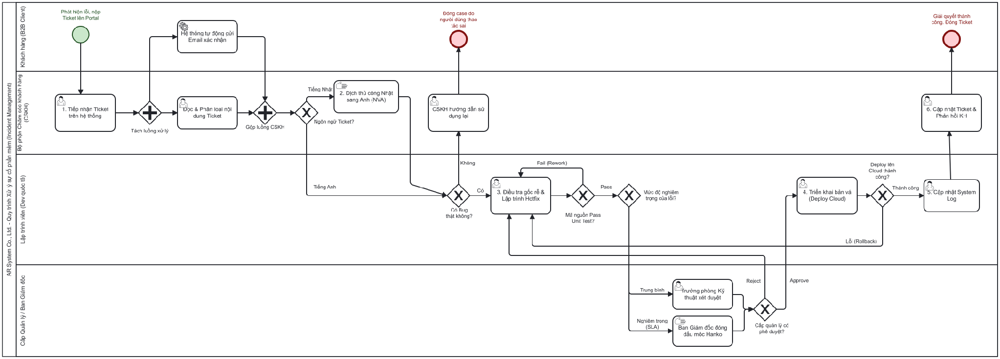 AR System Co., Ltd. - Quy trình Xử lý sự cố phần mềm (Incident Management)
Khách hàng (B2B Client)
Phát hiện lỗi, nộp
Ticket lên Portal
Hệ thống tự động gửi
Email xác nhận
Đóng case do
người dùng thao
tác sai
Giải quyết thành
công. Đóng Ticket
Bộ phận Chăm sóc khách hàng
(CSKH)
1. Tiếp nhận Ticket
trên hệ thống
Tách luồng xử lý
Đọc & Phân loại nội
dung Ticket
Gộp luồng CSKH
Tiếng Nhật
Ngôn ngữ Ticket?
2. Dịch thủ công Nhật
sang Anh (NVA)
CSKH hướng dẫn sử
dụng lại
6. Cập nhật Ticket &
Phản hồi KH
Lập trình viên (Dev quốc tế)
Tiếng Anh
Không
Có
Có Bug
thật không?
Fail (Rework)
3. Điều tra gốc rễ &
Lập trình Hotfix
Pass
Mã nguồn Pass
Unit Test?
Mức độ nghiêm
trọng của lỗi?
4. Triển khai bản vá
(Deploy Cloud)
Deploy lên
Cloud thành
công?
Thành công
5. Cập nhật System
Log
Lỗi (Rollback)
Cấp Quản lý / Ban Giám đốc
Trung bình
Trưởng phòng Kỹ
thuật xét duyệt
Nghiêm trọng
(SLA)
Ban Giám đốc đóng
dấu mộc Hanko
Reject
Approve
Cấp quản lý có
phê duyệt?